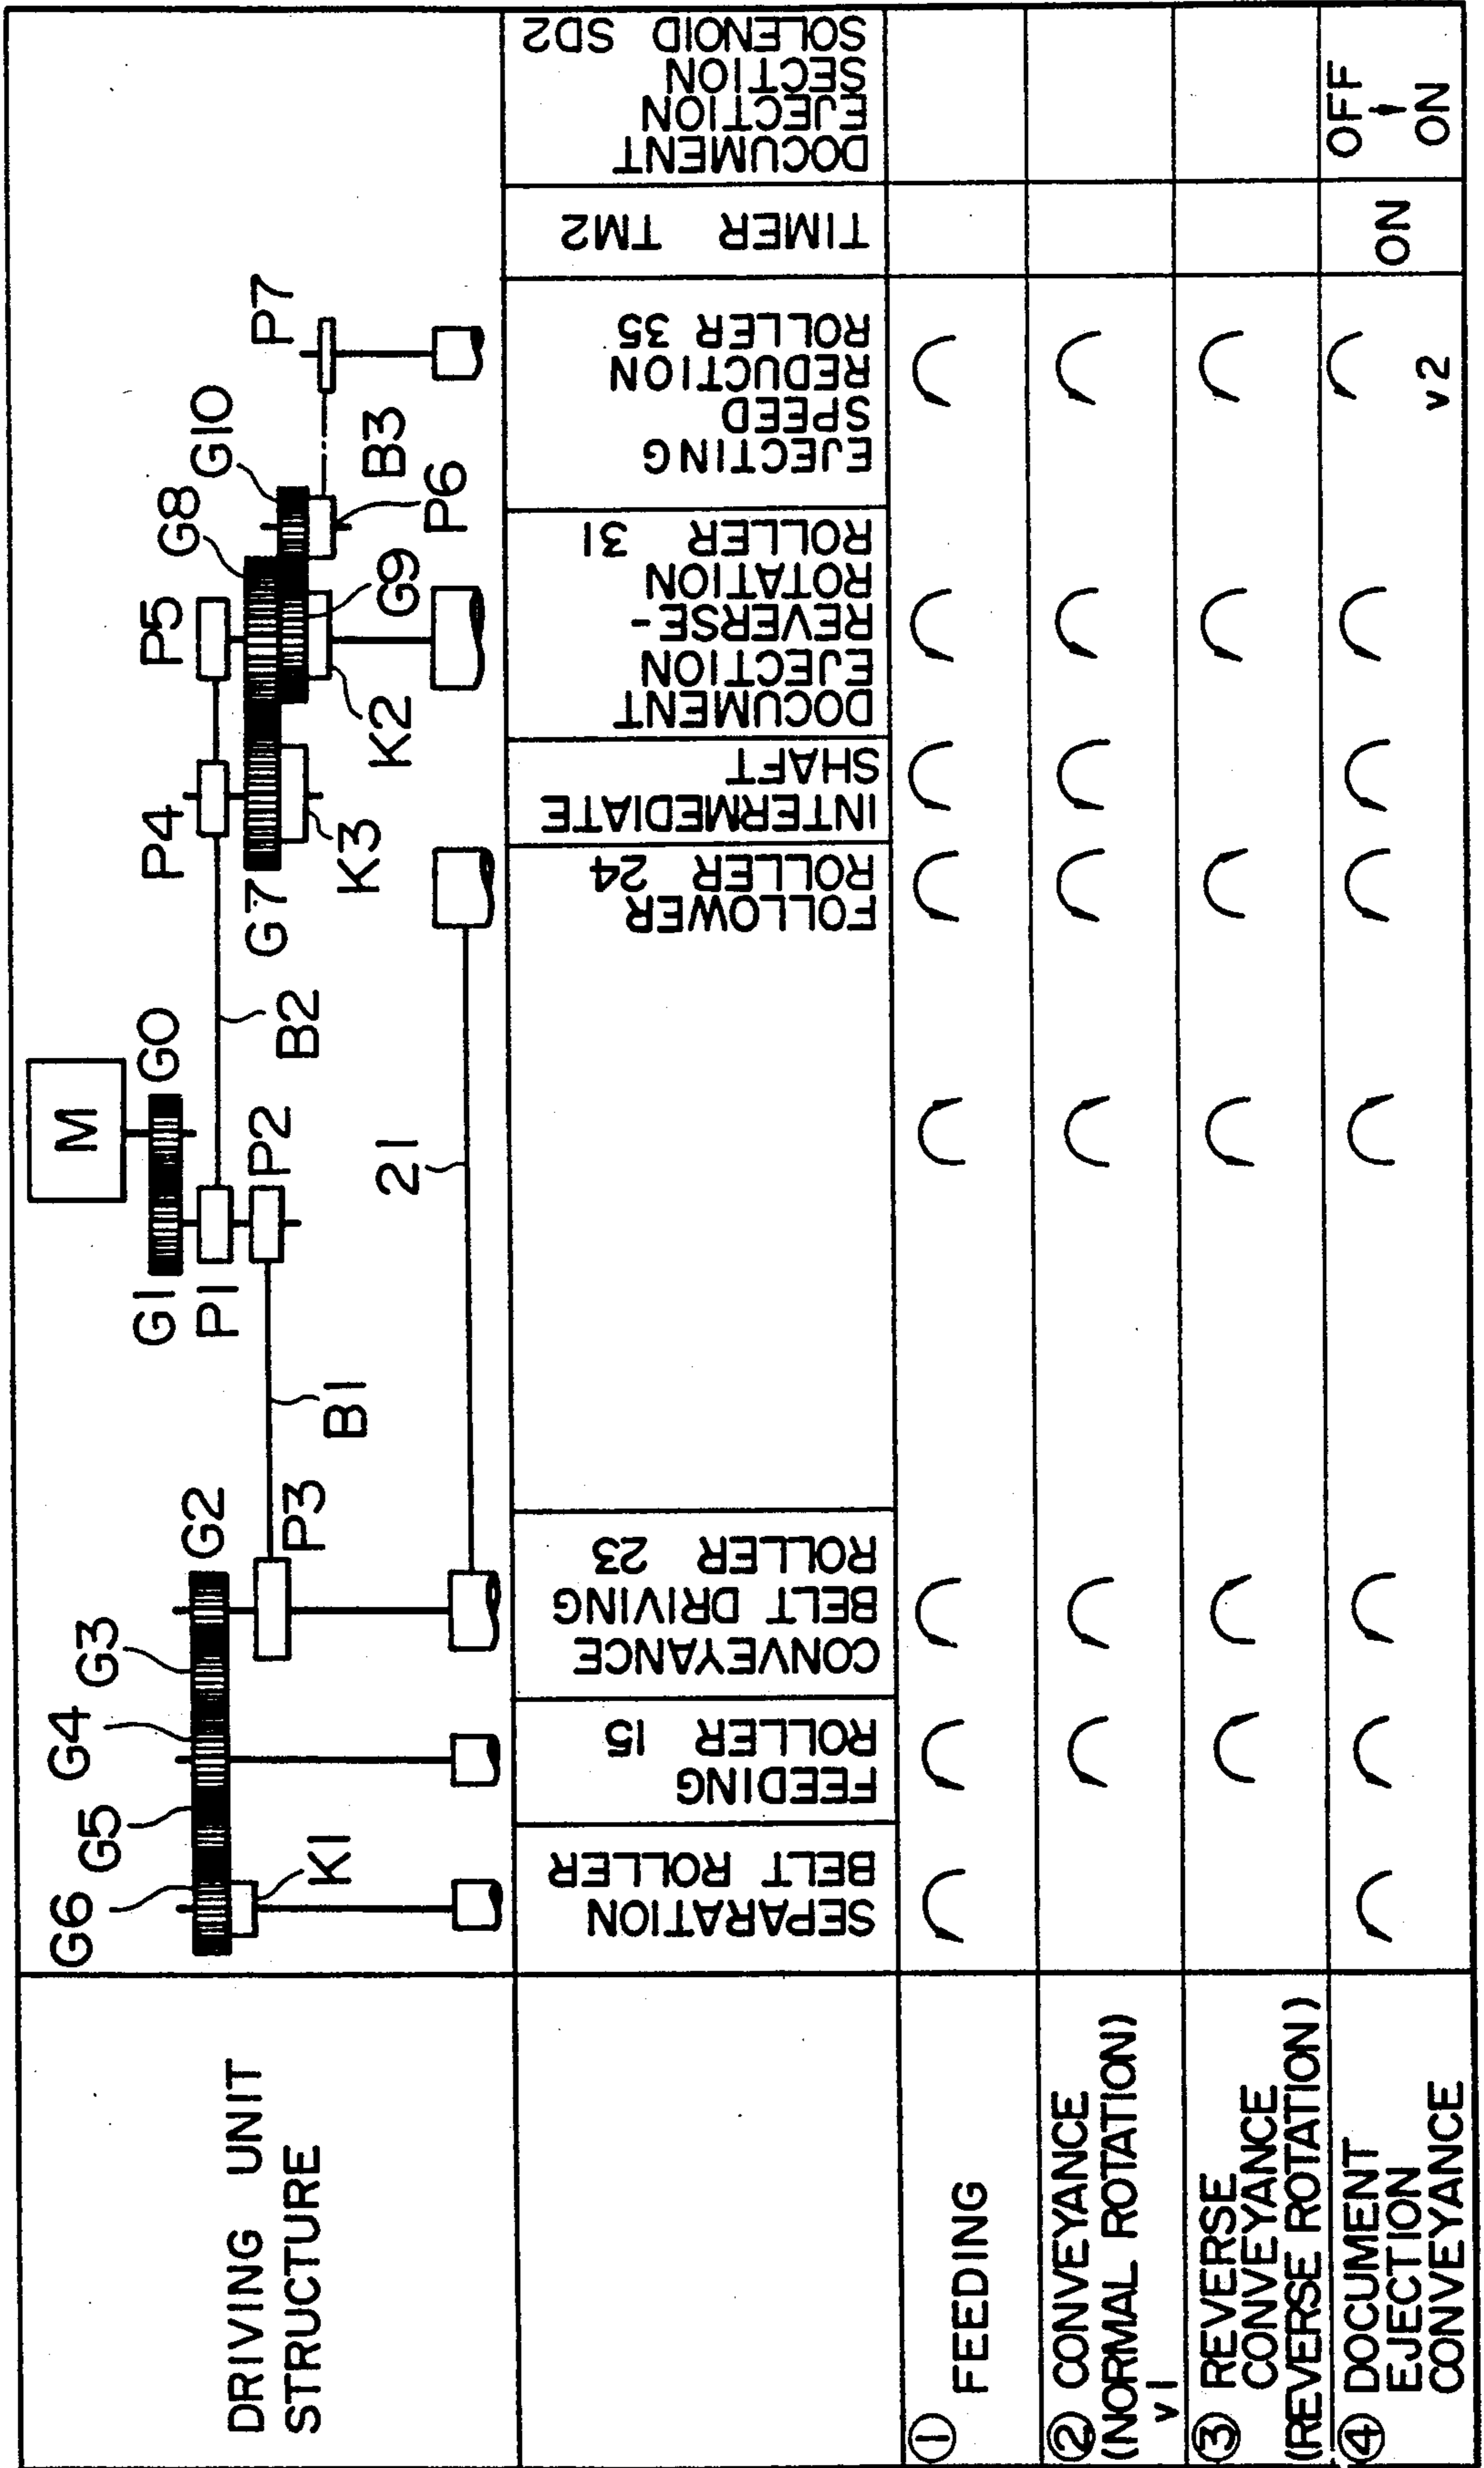 DRIVING UNIT
STRUCTURE
G6
G5
G4
G3
G2
K1
P3
B1
G1
P1
G0
M
P2
B2
21
G7
P4
K3
P5
K2
G8
G9
G10
P6
B3
P7
SEPARATION
BELT ROLLER
FEEDING
ROLLER 15
CONVEYANCE
BELT DRIVING
ROLLER 23
FOLLOWER
ROLLER 24
INTERMEDIATE
SHAFT
DOCUMENT
EJECTION
REVERSE-
ROTATION
ROLLER 31
EJECTING
SPEED
REDUCTION
ROLLER 35
TIMER TM2
DOCUMENT
EJECTION
SECTION
SOLENOID SD2
① FEEDING
② CONVEYANCE
(NORMAL ROTATION)
v1
③ REVERSE
CONVEYANCE
(REVERSE ROTATION)
④ DOCUMENT
EJECTION
CONVEYANCE
v2
ON
OFF
↓
ON